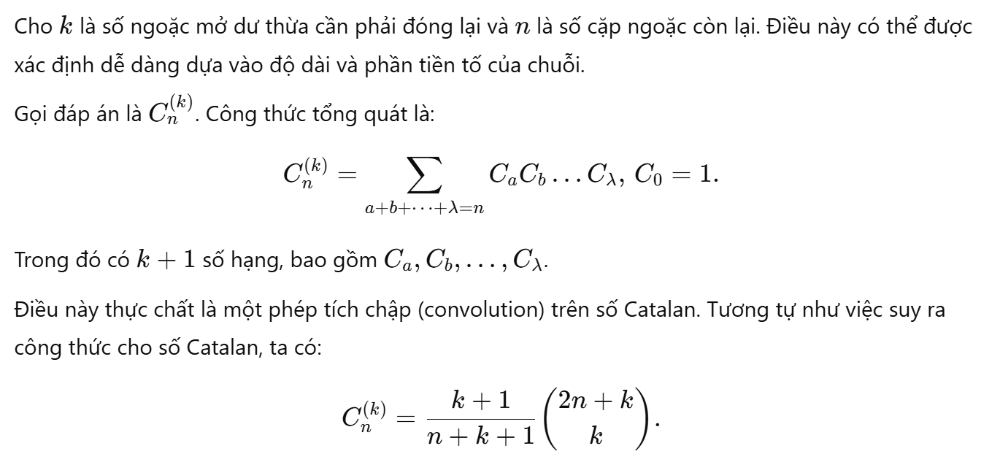 Cho k là số ngoặc mở dư thừa cần phải đóng lại và n là số cặp ngoặc còn lại. Điều này có thể được
xác định dễ dàng dựa vào độ dài và phần tiền tố của chuỗi.
Gọi đáp án là $C_n^{(k)}$. Công thức tổng quát là:
$$C_n^{(k)} = \sum_{a+b+\cdots+\lambda=n} C_a C_b \ldots C_\lambda,\ C_0 = 1.$$
Trong đó có $k + 1$ số hạng, bao gồm $C_a, C_b, \ldots, C_\lambda$.
Điều này thực chất là một phép tích chập (convolution) trên số Catalan. Tương tự như việc suy ra
công thức cho số Catalan, ta có:
$$C_n^{(k)} = \frac{k+1}{n+k+1}\binom{2n+k}{k}.$$